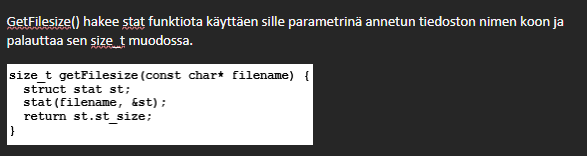 GetFilesize() hakee stat funktiota käyttäen sille parametrinä annetun tiedoston nimen koon ja
palauttaa sen size_t muodossa.
size_t getFilesize(const char* filename) {
  struct stat st;
  stat(filename, &st);
  return st.st_size;
}